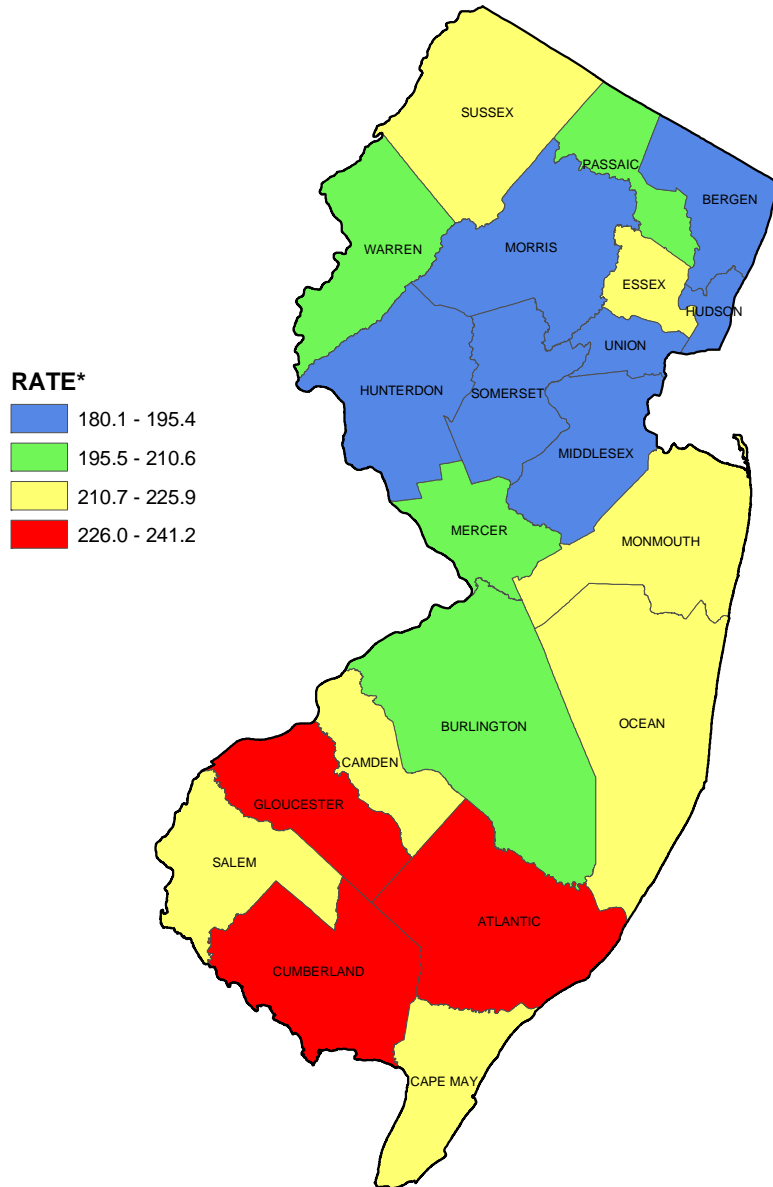 SUSSEX
PASSAIC
BERGEN
WARREN
MORRIS
ESSEX
HUDSON
UNION
RATE*
180.1 - 195.4
195.5 - 210.6
210.7 - 225.9
226.0 - 241.2
HUNTERDON
SOMERSET
MIDDLESEX
MERCER
MONMOUTH
OCEAN
BURLINGTON
CAMDEN
GLOUCESTER
SALEM
ATLANTIC
CUMBERLAND
CAPE MAY